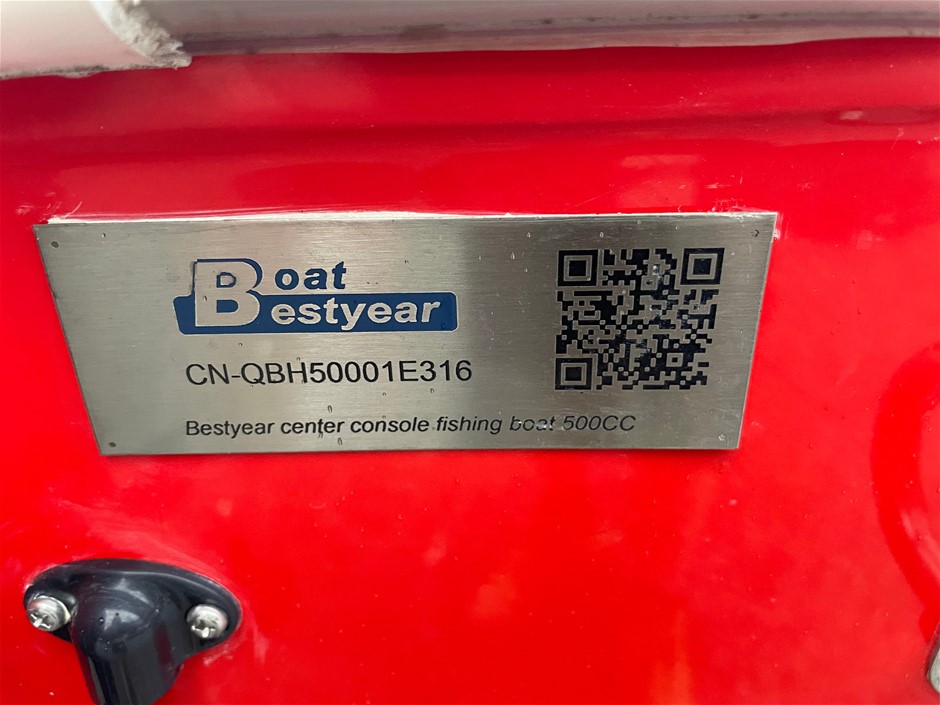 Boat
Bestyear
CN-QBH50001E316
Bestyear center console fishing boat 500CC